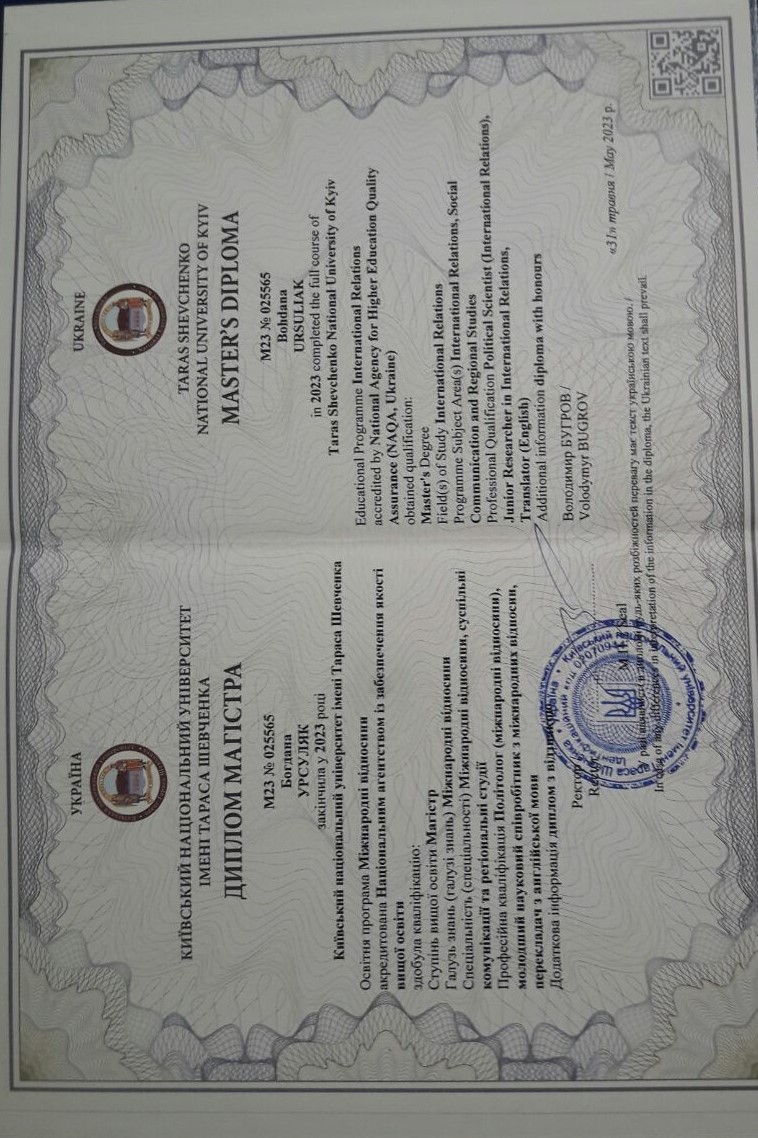 УКРАЇНА
КИЇВСЬКИЙ НАЦІОНАЛЬНИЙ УНІВЕРСИТЕТ
ІМЕНІ ТАРАСА ШЕВЧЕНКА
ДИПЛОМ МАГІСТРА
М23 № 025565
Богдана
УРСУЛЯК
закінчила у 2023 році
Київський національний університет імені Тараса Шевченка
Освітня програма Міжнародні відносини
акредитована Національним агентством із забезпечення якості
вищої освіти
здобула кваліфікацію:
Ступінь вищої освіти Магістр
Галузь знань (галузі знань) Міжнародні відносини
Спеціальність (спеціальності) Міжнародні відносини, суспільні
комунікації та регіональні студії
Професійна кваліфікація Політолог (міжнародні відносини),
молодший науковий співробітник з міжнародних відносин,
перекладач з англійської мови
Додаткова інформація диплом з
UKRAINE
TARAS SHEVCHENKO
NATIONAL UNIVERSITY OF KYIV
MASTER'S DIPLOMA
M23 № 025565
Bohdana
URSULIAK
in 2023 completed the full course of
Taras Shevchenko National University of Kyiv
Educational Programme International Relations
accredited by National Agency for Higher Education Quality
Assurance (NAQA, Ukraine)
obtained qualification:
Master's Degree
Field(s) of Study International Relations
Programme Subject Area(s) International Relations, Social
Communication and Regional Studies
Professional Qualification Political Scientist (International Relations),
Junior Researcher in International Relations,
Translator (English)
Additional information diploma with honours
Ректор
Володимир БУГРОВ /
Volodymyr BUGROV
Seal
«31» травня / May 2023 р.
розбіжностей перевагу має текст українською мовою. /
of any differences in interpretation of the information in the diploma, the Ukrainian text shall prevail.